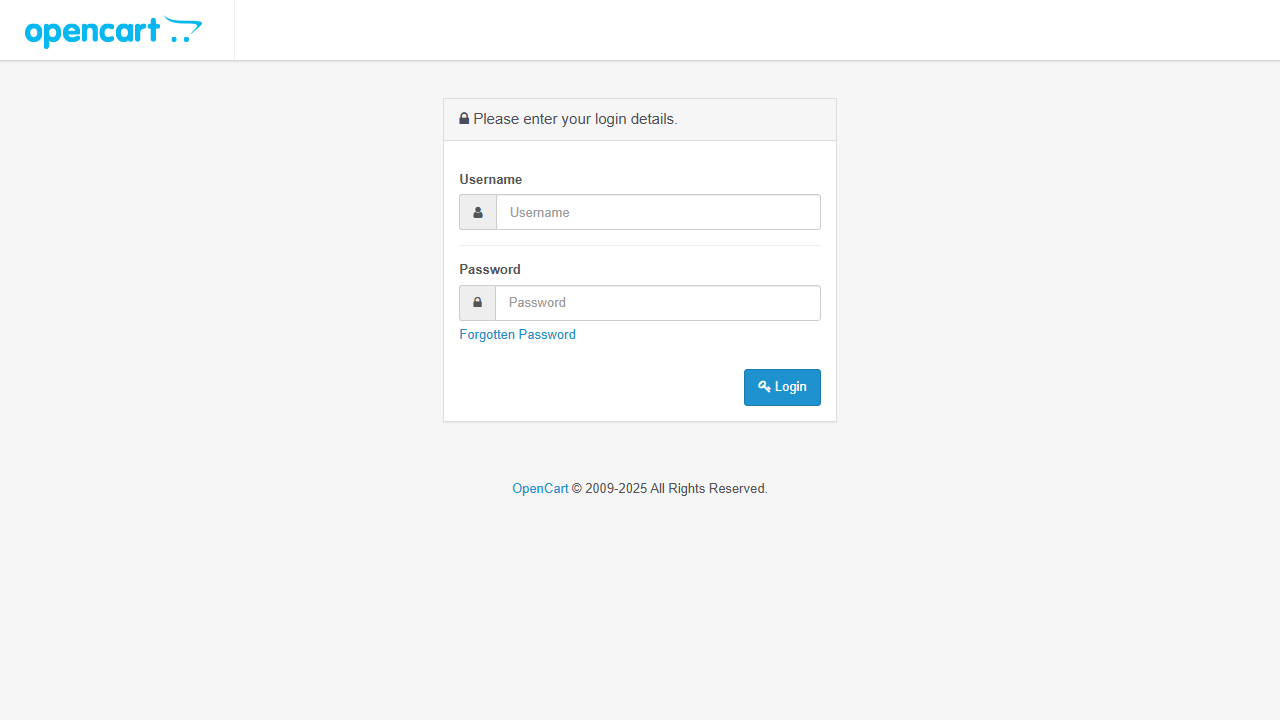 opencart
Please enter your login details.
Username
Username
Password
Password
Forgotten Password
Login
OpenCart © 2009-2025 All Rights Reserved.